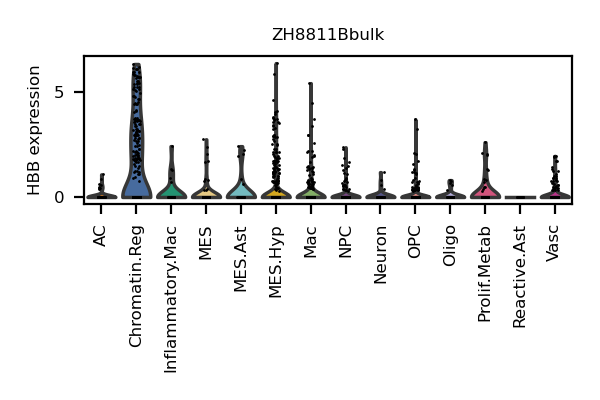 ZH8811Bbulk
HBB expression
5
0
AC
Chromatin.Reg
Inflammatory.Mac
MES
MES.Ast
MES.Hyp
Mac
NPC
Neuron
OPC
Oligo
Prolif.Metab
Reactive.Ast
Vasc